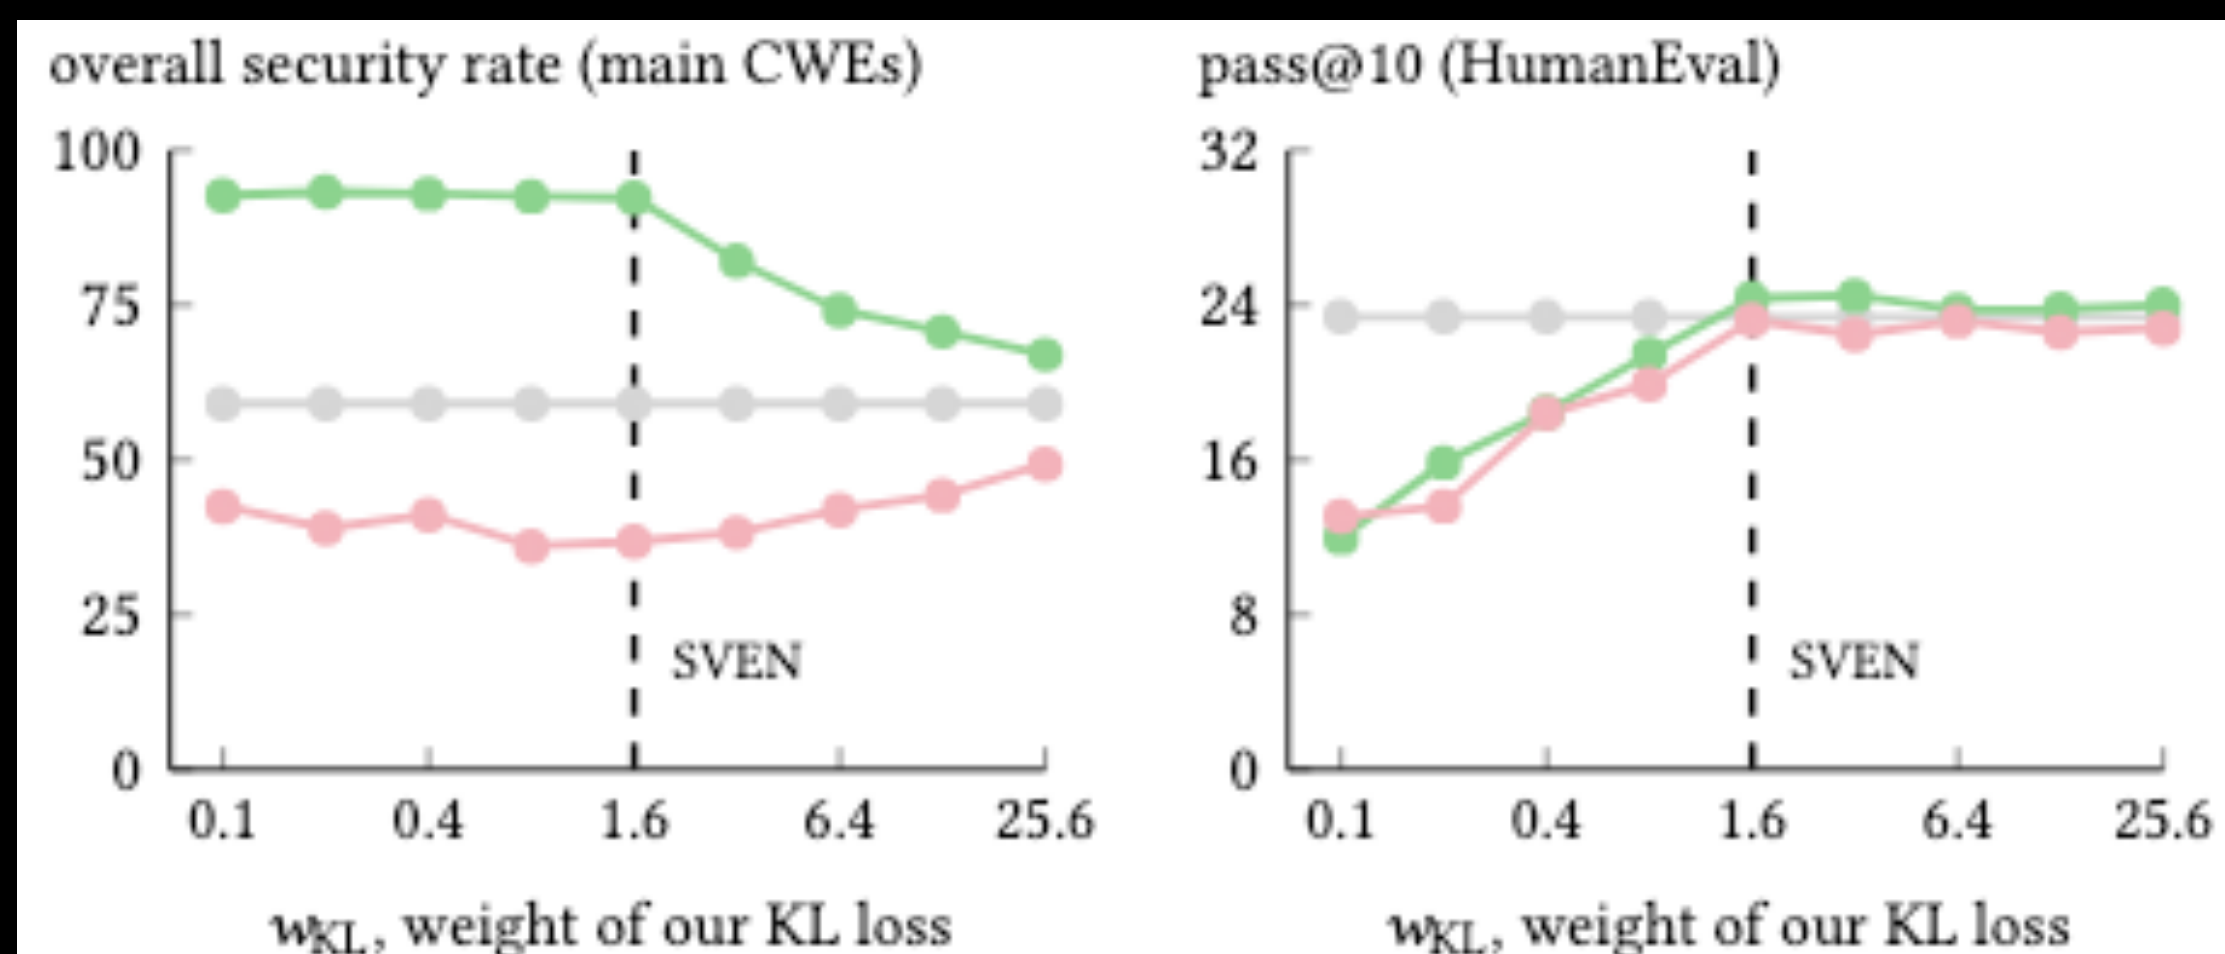 overall security rate (main CWEs)
100
75
50
25
0
SVEN
0.1 0.4 1.6 6.4 25.6
w_KL, weight of our KL loss
pass@10 (HumanEval)
32
24
16
8
0
SVEN
0.1 0.4 1.6 6.4 25.6
w_KL, weight of our KL loss